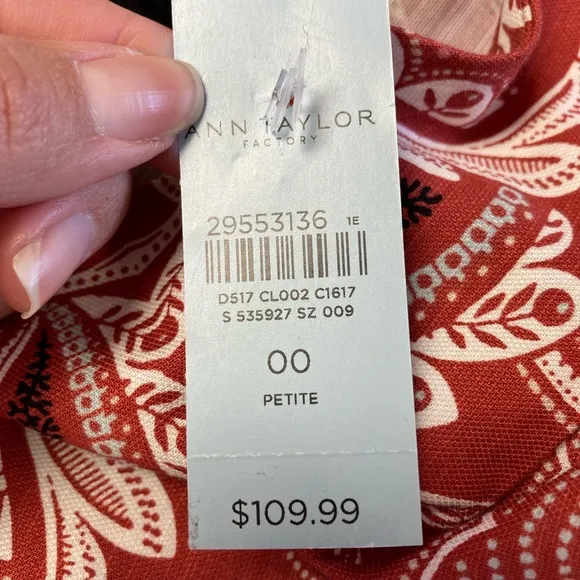 ANN TAYLOR
FACTORY
29553136 1E
D517 CL002 C1617
S 535927 SZ 009
00
PETITE
$109.99